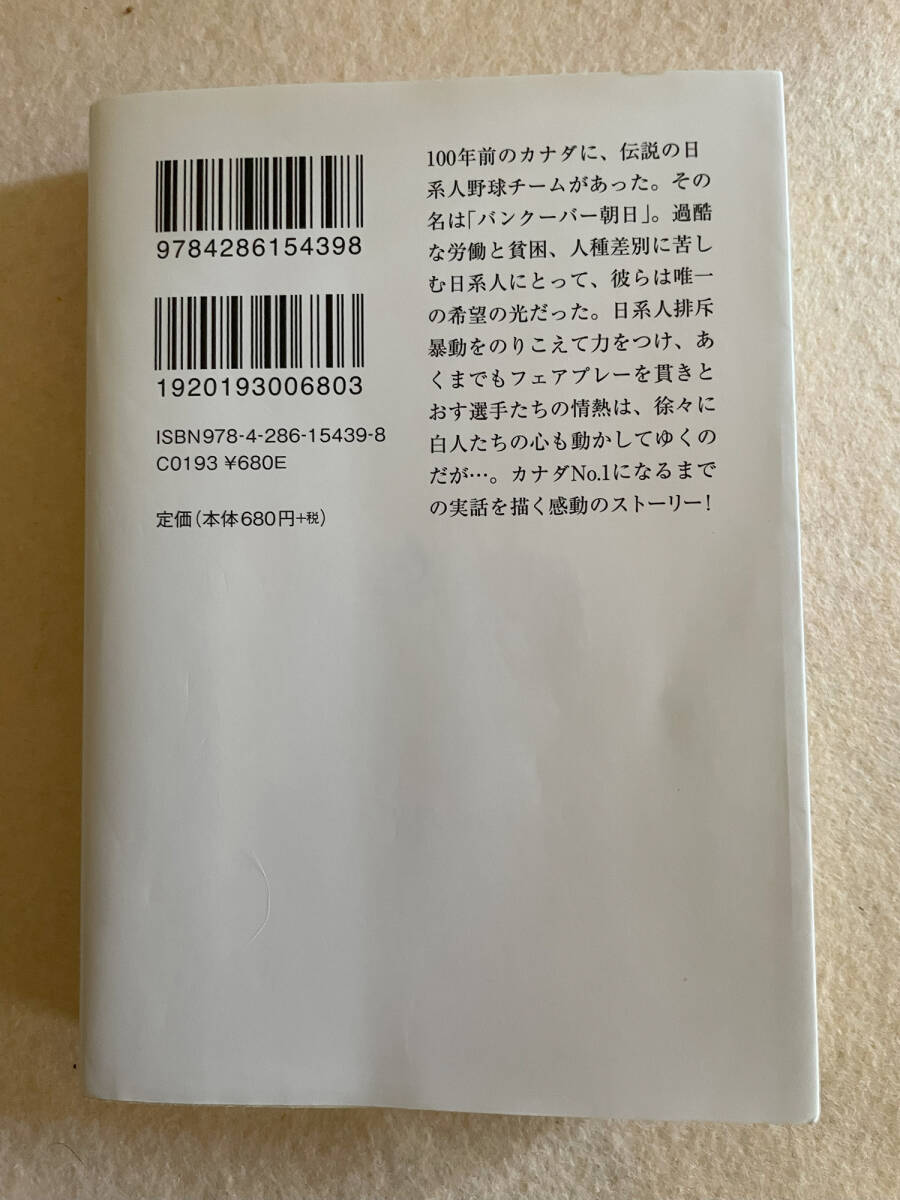 9784286154398
1920193006803
ISBN978-4-286-15439-8
C0193 ¥680E
定価(本体680円+税)
100年前のカナダに、伝説の日
系人野球チームがあった。その
名は「バンクーバー朝日」。過酷
な労働と貧困、人種差別に苦し
む日系人にとって、彼らは唯一
の希望の光だった。日系人排斥
暴動をのりこえて力をつけ、あ
くまでもフェアプレーを貫きと
おす選手たちの情熱は、徐々に
白人たちの心も動かしてゆくの
だが…。カナダNo.1になるまで
の実話を描く感動のストーリー!